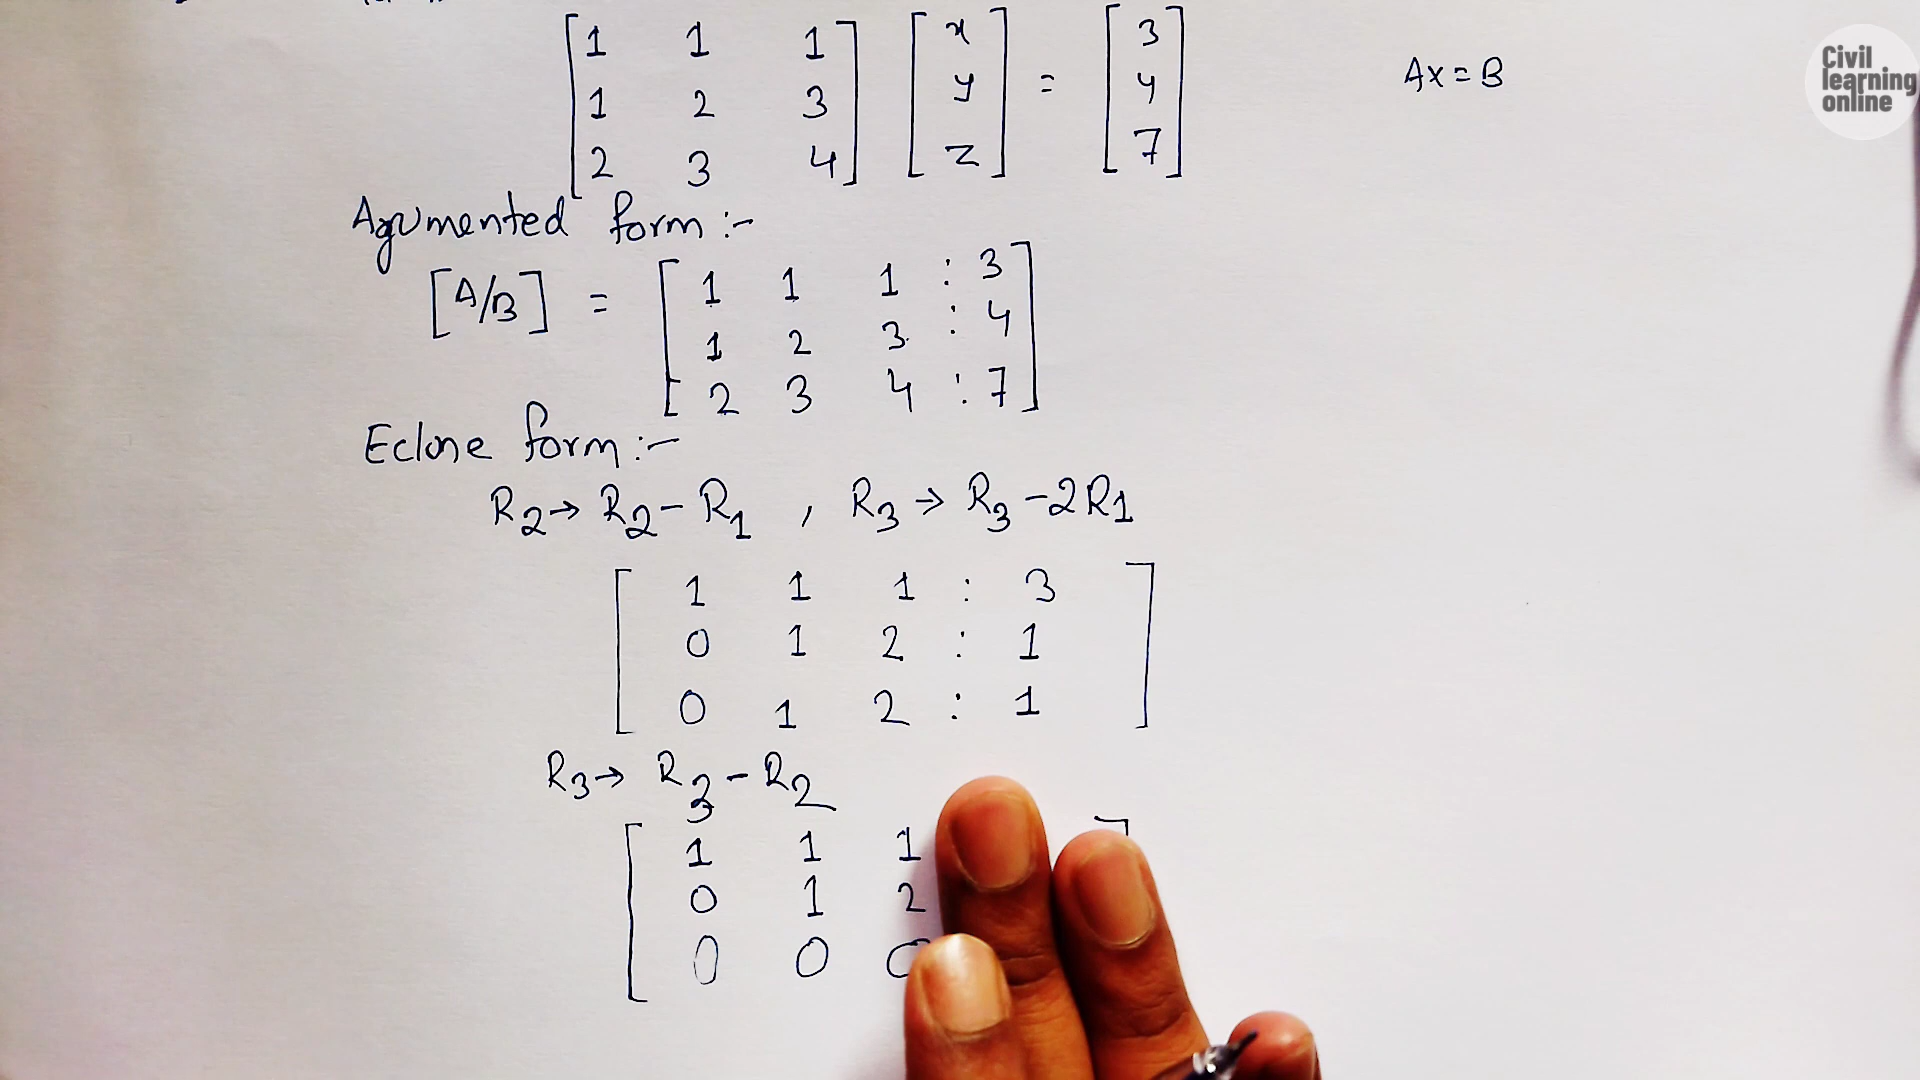 [1 1 1] [x] = [3] Ax=B
[1 2 3] [y] [4]
[2 3 4] [z] [7]
Agumented form:-
[A/B] = [1 1 1 : 3]
[1 2 3 : 4]
[2 3 4 : 7]
Eclone form:-
R2→R2-R1 , R3→R3-2R1
[1 1 1 : 3]
[0 1 2 : 1]
[0 1 2 : 1]
R3→R3-R2
[1 1 1
0 1 2
0 0 0
Civil
learning
online